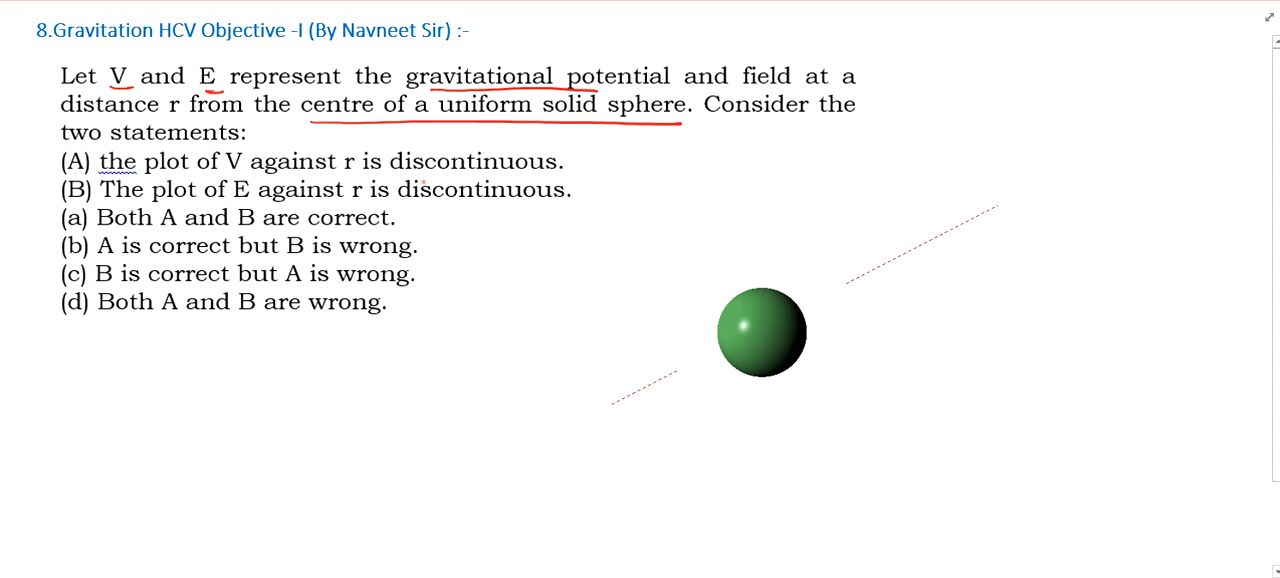 8.Gravitation HCV Objective -I (By Navneet Sir) :-
Let V and E represent the gravitational potential and field at a
distance r from the centre of a uniform solid sphere. Consider the
two statements:
(A) the plot of V against r is discontinuous.
(B) The plot of E against r is discontinuous.
(a) Both A and B are correct.
(b) A is correct but B is wrong.
(c) B is correct but A is wrong.
(d) Both A and B are wrong.